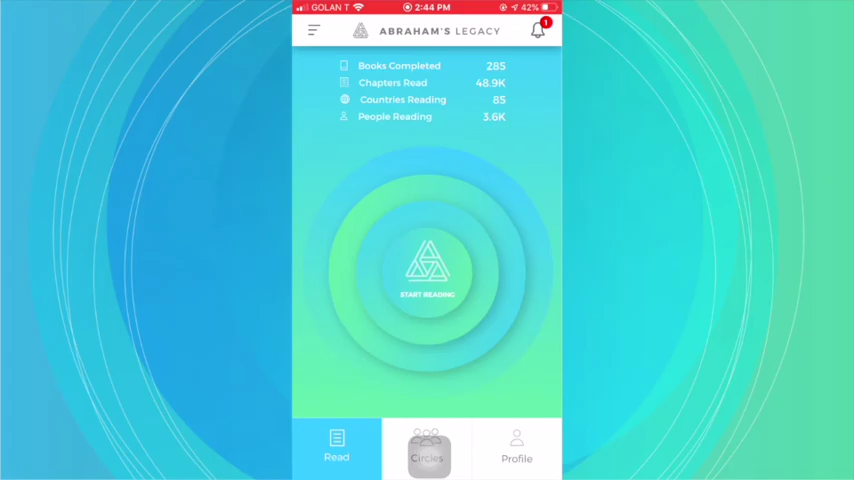 GOLAN T 2:44 PM 42%
1
ABRAHAM'S LEGACY
Books Completed 285
Chapters Read 48.9K
Countries Reading 85
People Reading 3.6K
START READING
Read Circles Profile